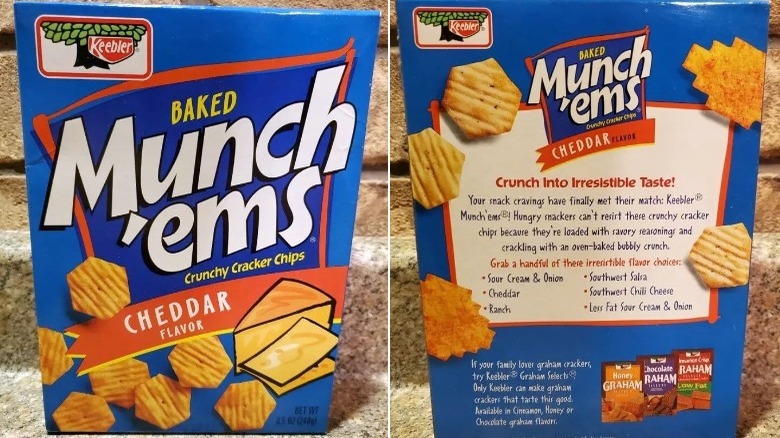 Keebler
BAKED
Munch
'ems®
Crunchy Cracker Chips
CHEDDAR
FLAVOR
NET WT
8.5 OZ (240g)
Keebler
BAKED
Munch
'ems
Crunchy Cracker Chips
CHEDDAR FLAVOR
Crunch Into Irresistible Taste!
Your snack cravings have finally met their match: Keebler®
Munch'ems®! Hungry snackers can't resist these crunchy cracker
chips because they're loaded with savory seasonings and
crackling with an oven-baked bubbly crunch.
Grab a handful of these irresistible flavor choices:
• Sour Cream & Onion • Southwest Salsa
• Cheddar • Southwest Chili Cheese
• Ranch • Less Fat Sour Cream & Onion
If your family loves graham crackers,
try Keebler® Graham Selects®.
Only Keebler can make graham
crackers that taste this good.
Available in Cinnamon, Honey or
Chocolate graham flavors.
Honey
GRAHAM
Chocolate
GRAHAM
Cinnamon Crisp
GRAHAM
Low Fat